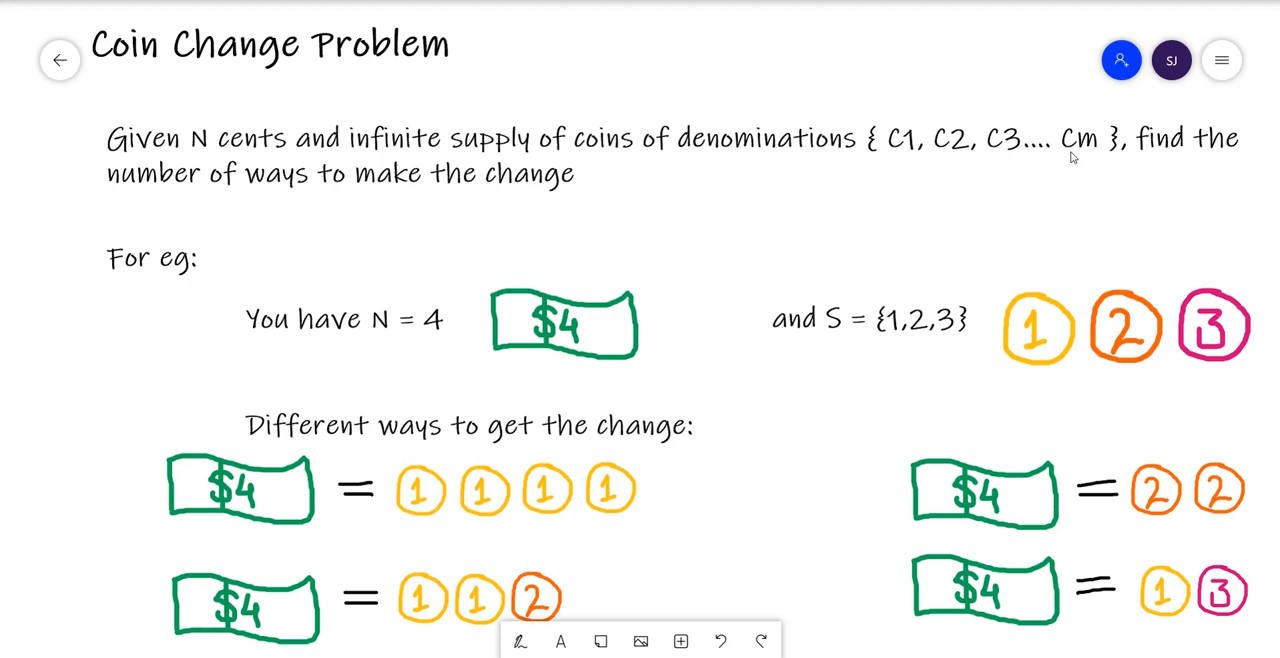 Coin Change Problem
SJ
Given N cents and infinite supply of coins of denominations { C1, C2, C3.... Cm }, find the
number of ways to make the change
For eg:
You have N = 4 $4 and S = {1,2,3} 1 2 3
Different ways to get the change:
$4 = 1 1 1 1 $4 = 2 2
$4 = 1 1 2 $4 = 1 3
A